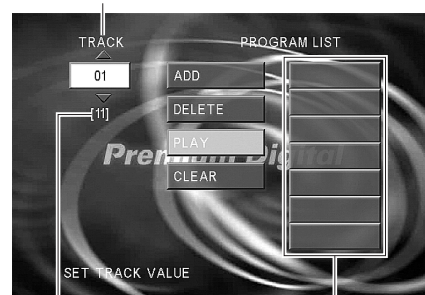 TRACK
PROGRAM LIST
01
ADD
DELETE
[11]
PLAY
Premium Digital
CLEAR
SET TRACK VALUE